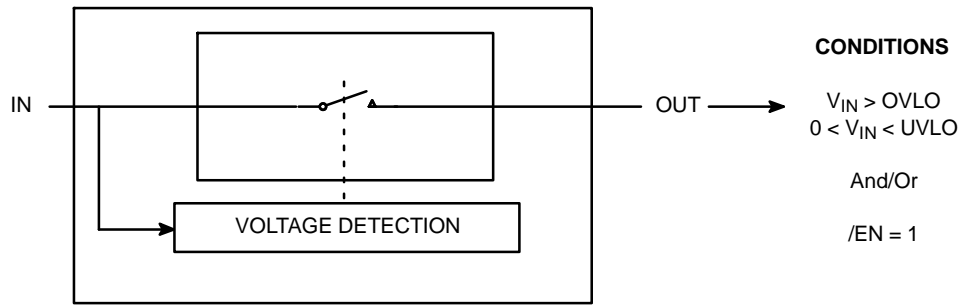 CONDITIONS
IN
OUT
V_IN > OVLO
0 < V_IN < UVLO
And/Or
VOLTAGE DETECTION
/EN = 1